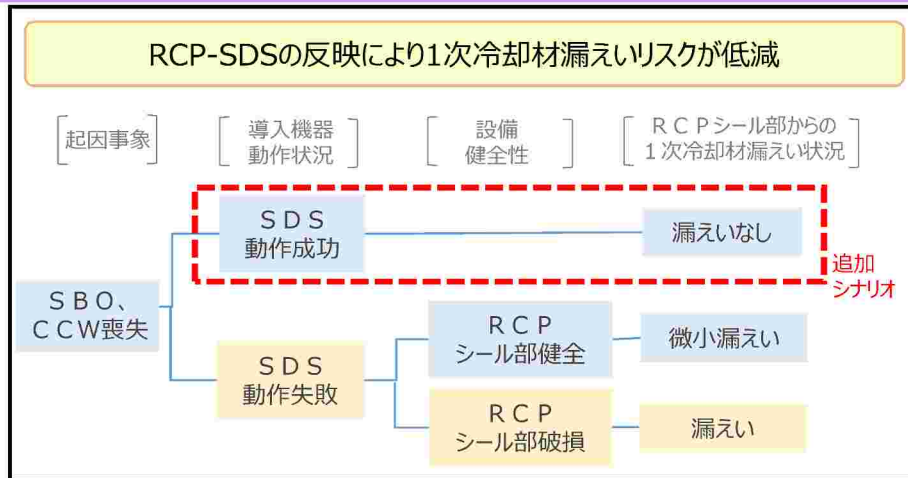 RCP-SDSの反映により1次冷却材漏えいリスクが低減
起因事象
導入機器
動作状況
設備
健全性
ＲＣＰシール部からの
１次冷却材漏えい状況
ＳＤＳ
動作成功
漏えいなし
追加
シナリオ
ＳＢＯ、
ＣＣＷ喪失
ＲＣＰ
シール部健全
微小漏えい
ＳＤＳ
動作失敗
ＲＣＰ
シール部破損
漏えい